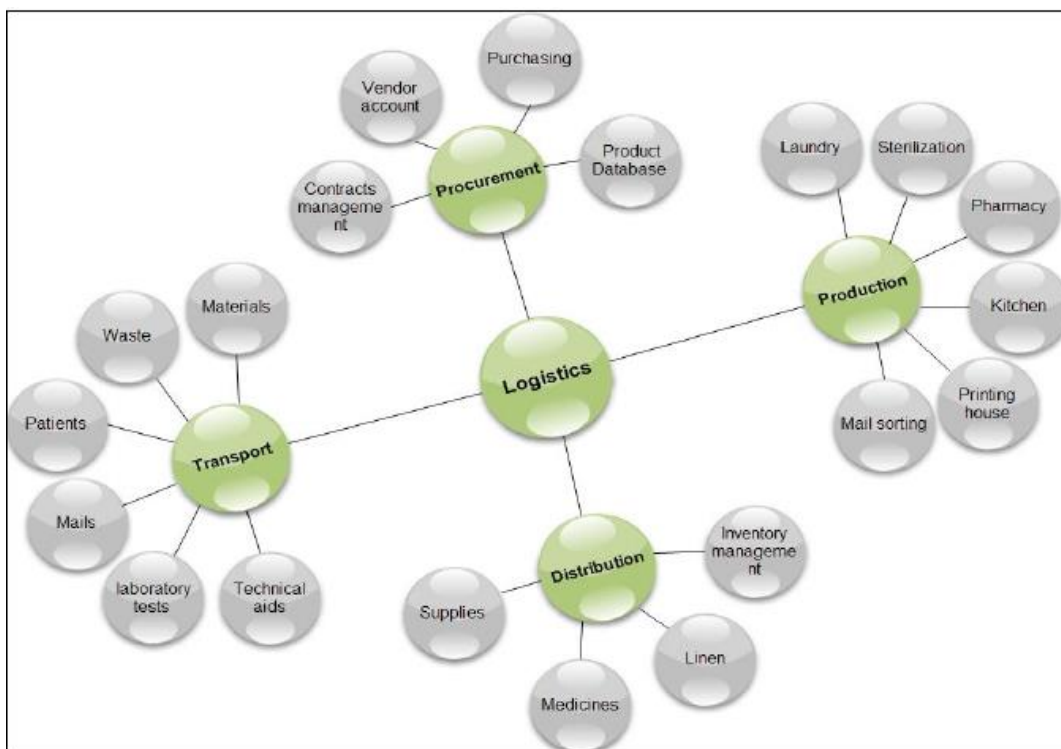 Purchasing
Vendor
account
Procurement
Product
Database
Contracts
manageme
nt
Laundry
Sterilization
Pharmacy
Production
Kitchen
Printing
house
Mail sorting
Logistics
Materials
Waste
Patients
Transport
Mails
laboratory
tests
Technical
aids
Distribution
Inventory
manageme
nt
Supplies
Linen
Medicines